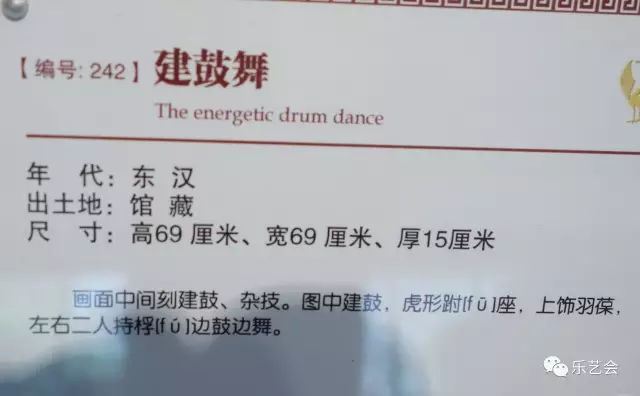 【编号: 242】建鼓舞
The energetic drum dance
年 代：东 汉
出土地：馆 藏
尺 寸：高69 厘米、宽69 厘米、厚15厘米
画面中间刻建鼓、杂技。图中建鼓，虎形跗[fū]座，上饰羽葆，
左右二人持桴[fú]边鼓边舞。
乐艺会